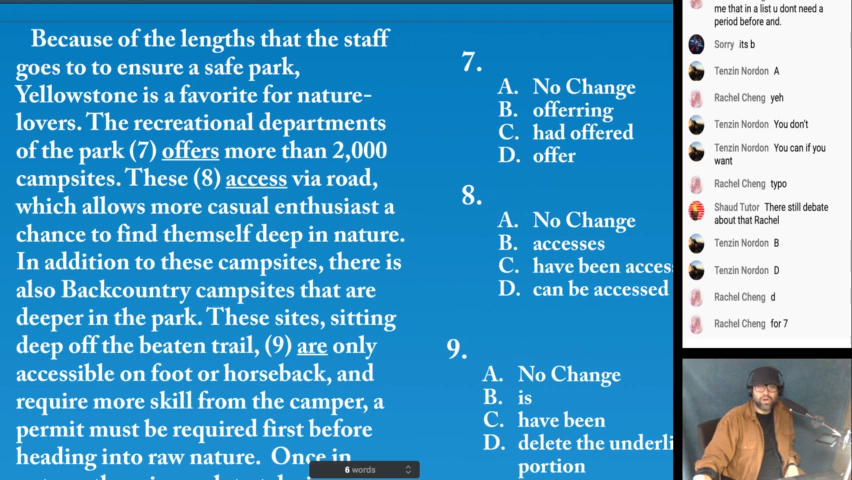 Because of the lengths that the staff
goes to to ensure a safe park,
Yellowstone is a favorite for nature-
lovers. The recreational departments
of the park (7) offers more than 2,000
campsites. These (8) access via road,
which allows more casual enthusiast a
chance to find themself deep in nature.
In addition to these campsites, there is
also Backcountry campsites that are
deeper in the park. These sites, sitting
deep off the beaten trail, (9) are only
accessible on foot or horseback, and
require more skill from the camper, a
permit must be required first before
heading into raw nature. Once in
6 words
7.
A. No Change
B. offerring
C. had offered
D. offer
8.
A. No Change
B. accesses
C. have been acces
D. can be accessed
9.
A. No Change
B. is
C. have been
D. delete the underli
portion
me that in a list u dont need a
period before and.
Sorry its b
Tenzin Nordon A
Rachel Cheng yeh
Tenzin Nordon You don't
Tenzin Nordon You can if you
want
Rachel Cheng typo
Shaud Tutor There still debate
about that Rachel
Tenzin Nordon B
Tenzin Nordon D
Rachel Cheng d
Rachel Cheng for 7